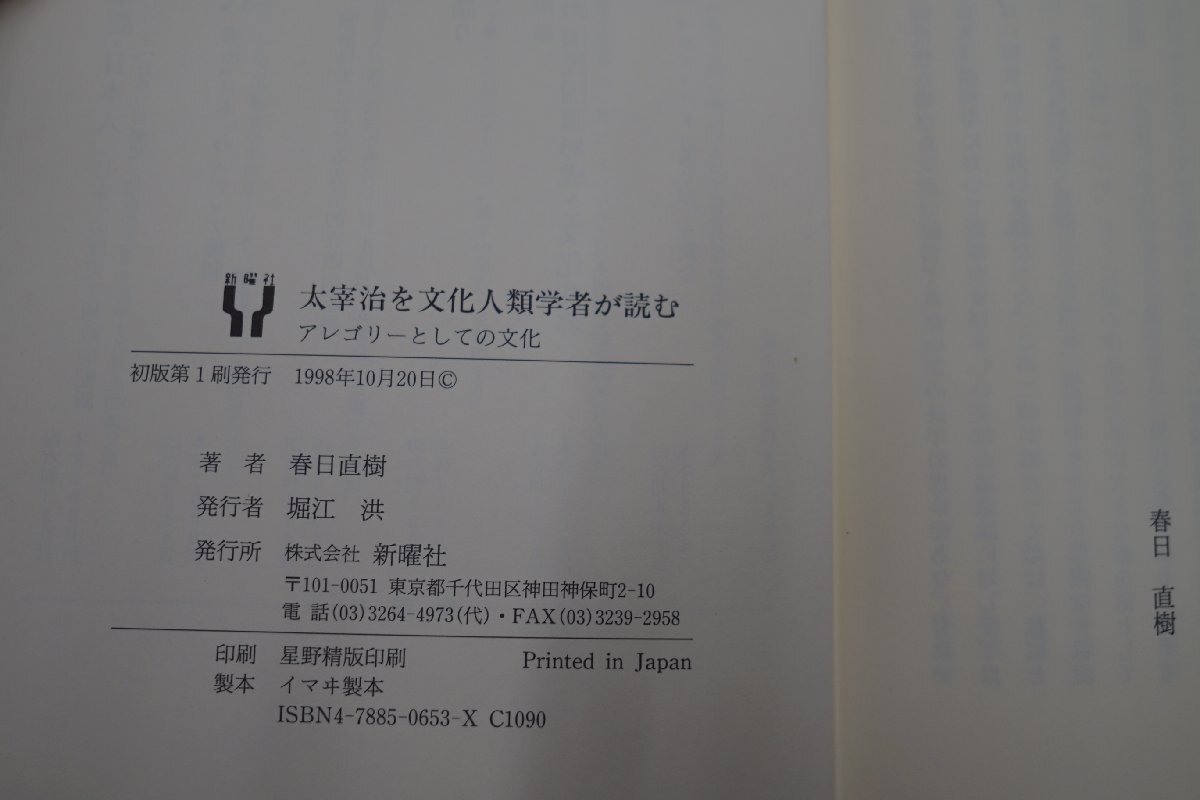 新曜社
太宰治を文化人類学者が読む
アレゴリーとしての文化
初版第1刷発行 1998年10月20日©
著者 春日直樹
発行者 堀江 洪
発行所 株式会社 新曜社
〒101-0051 東京都千代田区神田神保町2-10
電話(03)3264-4973(代)・FAX(03)3239-2958
印刷 星野精版印刷 Printed in Japan
製本 イマヰ製本
ISBN4-7885-0653-X C1090
春日 直樹